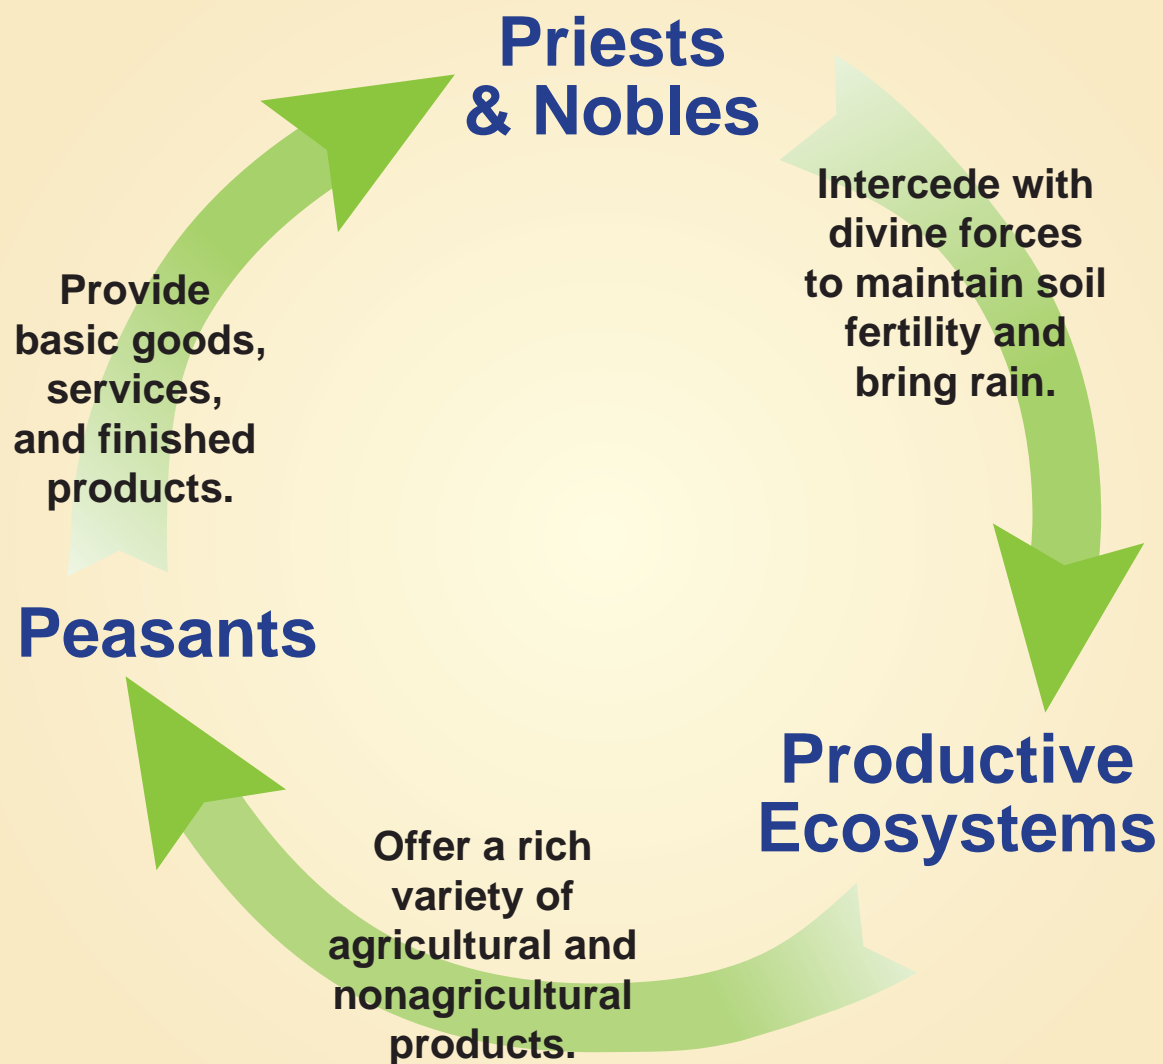 Priests
& Nobles
Intercede with
divine forces
to maintain soil
fertility and
bring rain.
Productive
Ecosystems
Offer a rich
variety of
agricultural and
nonagricultural
products.
Peasants
Provide
basic goods,
services,
and finished
products.